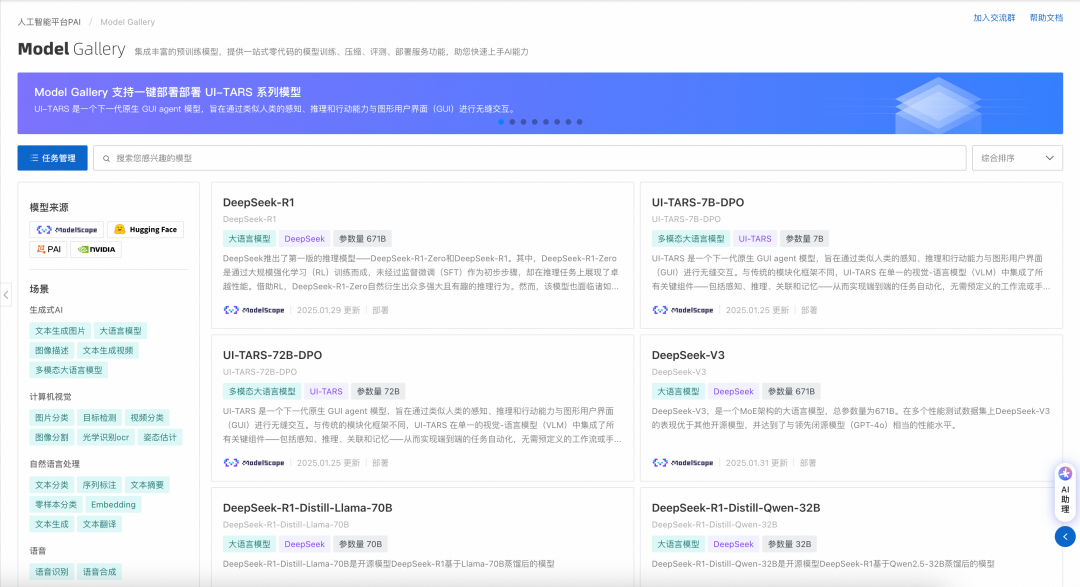 人工智能平台PAI / Model Gallery
加入交流群 帮助文档
Model Gallery 集成丰富的预训练模型，提供一站式零代码的模型训练、压缩、评测、部署服务功能，助您快速上手AI能力
Model Gallery 支持一键部署部署 UI-TARS 系列模型
UI-TARS 是一个下一代原生 GUI agent 模型，旨在通过类似人类的感知、推理和行动能力与图形用户界面（GUI）进行无缝交互。
任务管理 搜索您感兴趣的模型 综合排序
模型来源
ModelScope Hugging Face
PAI NVIDIA
场景
生成式AI
文本生成图片 大语言模型
图像描述 文本生成视频
多模态大语言模型
计算机视觉
图片分类 目标检测 视频分类
图像分割 光学识别ocr 姿态估计
自然语言处理
文本分类 序列标注 文本摘要
零样本分类 Embedding
文本生成 文本翻译
语音
语音识别 语音合成
DeepSeek-R1
DeepSeek-R1
大语言模型 DeepSeek 参数量 671B
DeepSeek推出了第一版的推理模型——DeepSeek-R1-Zero和DeepSeek-R1。其中，DeepSeek-R1-Zero
是通过大规模强化学习（RL）训练而成，未经过监督微调（SFT）作为初步步骤，却在推理任务上展现了卓
越性能。借助RL，DeepSeek-R1-Zero自然衍生出众多强大且有趣的推理行为。然而，该模型也面临诸如...
ModelScope 2025.01.29 更新 部署
UI-TARS-7B-DPO
UI-TARS-7B-DPO
多模态大语言模型 UI-TARS 参数量 7B
UI-TARS 是一个下一代原生 GUI agent 模型，旨在通过类似人类的感知、推理和行动能力与图形用户界面
（GUI）进行无缝交互。与传统的模块化框架不同，UI-TARS 在单一的视觉-语言模型（VLM）中集成了所
有关键组件——包括感知、推理、关联和记忆——从而实现端到端的任务自动化，无需预定义的工作流或手...
ModelScope 2025.01.25 更新 部署
UI-TARS-72B-DPO
UI-TARS-72B-DPO
多模态大语言模型 UI-TARS 参数量 72B
UI-TARS 是一个下一代原生 GUI agent 模型，旨在通过类似人类的感知、推理和行动能力与图形用户界面
（GUI）进行无缝交互。与传统的模块化框架不同，UI-TARS 在单一的视觉-语言模型（VLM）中集成了所
有关键组件——包括感知、推理、关联和记忆——从而实现端到端的任务自动化，无需预定义的工作流或手...
ModelScope 2025.01.25 更新 部署
DeepSeek-V3
DeepSeek-V3
大语言模型 DeepSeek 参数量 671B
DeepSeek-V3，是一个MoE架构的大语言模型，总参数量为671B。在多个性能测试数据集上DeepSeek-V3
的表现优于其他开源模型，并达到了与领先闭源模型（GPT-4o）相当的性能水平。
ModelScope 2025.01.31 更新 部署
DeepSeek-R1-Distill-Llama-70B
DeepSeek-R1-Distill-Llama-70B
大语言模型 DeepSeek 参数量 70B
DeepSeek-R1-Distill-Llama-70B是开源模型DeepSeek-R1基于Llama-70B蒸馏后的模型
DeepSeek-R1-Distill-Qwen-32B
DeepSeek-R1-Distill-Qwen-32B
大语言模型 DeepSeek 参数量 32B
DeepSeek-R1-Distill-Qwen-32B是开源模型DeepSeek-R1基于Qwen2.5-32B蒸馏后的模型
AI
助
理